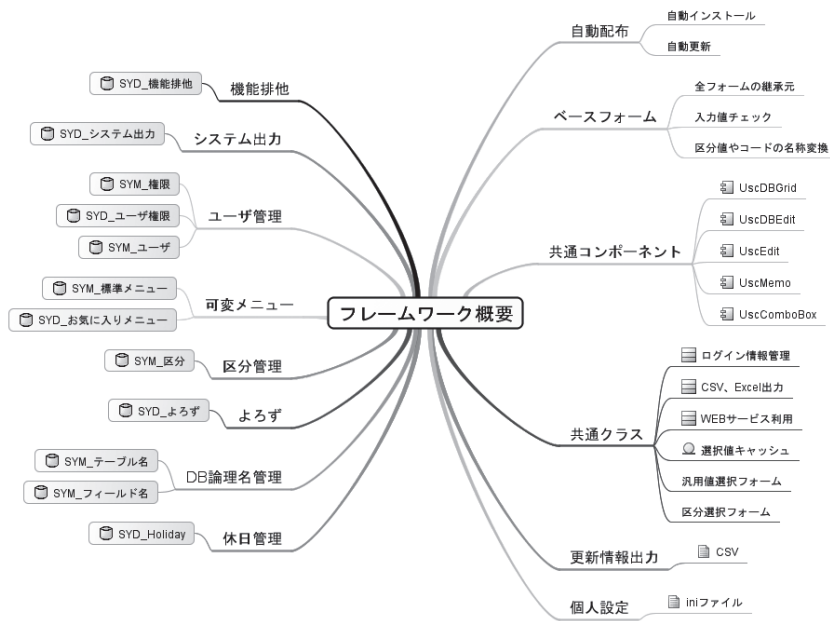 フレームワーク概要
機能排他
SYD_機能排他
システム出力
SYD_システム出力
ユーザ管理
SYM_権限
SYD_ユーザ権限
SYM_ユーザ
可変メニュー
SYM_標準メニュー
SYD_お気に入りメニュー
区分管理
SYM_区分
よろず
SYD_よろず
DB論理名管理
SYM_テーブル名
SYM_フィールド名
休日管理
SYD_Holiday
自動配布
自動インストール
自動更新
ベースフォーム
全フォームの継承元
入力値チェック
区分値やコードの名称変換
共通コンポーネント
UscDBGrid
UscDBEdit
UscEdit
UscMemo
UscComboBox
共通クラス
ログイン情報管理
CSV、Excel出力
WEBサービス利用
選択値キャッシュ
汎用値選択フォーム
区分選択フォーム
更新情報出力
CSV
個人設定
iniファイル